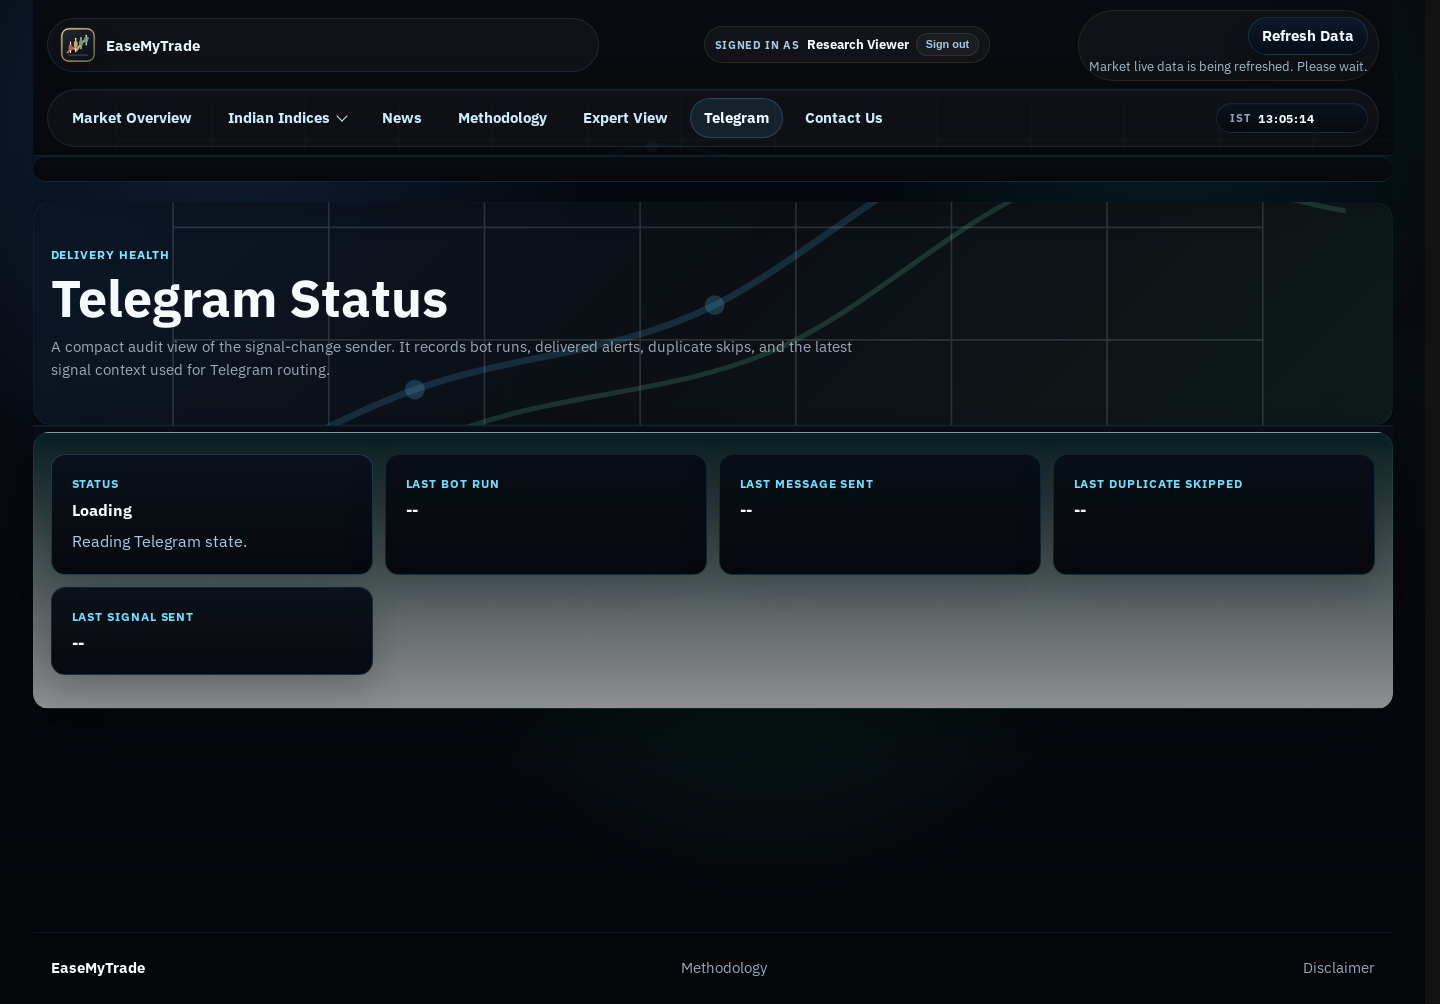 EaseMyTrade
SIGNED IN AS Research Viewer Sign out
Refresh Data
Market live data is being refreshed. Please wait.
Market Overview Indian Indices News Methodology Expert View Telegram Contact Us IST 13:05:14
DELIVERY HEALTH
Telegram Status
A compact audit view of the signal-change sender. It records bot runs, delivered alerts, duplicate skips, and the latest
signal context used for Telegram routing.
STATUS
Loading
Reading Telegram state.
LAST BOT RUN
--
LAST MESSAGE SENT
--
LAST DUPLICATE SKIPPED
--
LAST SIGNAL SENT
--
EaseMyTrade Methodology Disclaimer